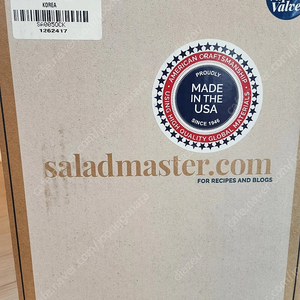 KOREA
1262417
Valve
AMERICAN CRAFTSMANSHIP
PROUDLY
MADE IN
THE USA
SINCE 1946
USING HIGH QUALITY GLOBAL MATERIALS
saladmaster.com
FOR RECIPES AND BLOGS